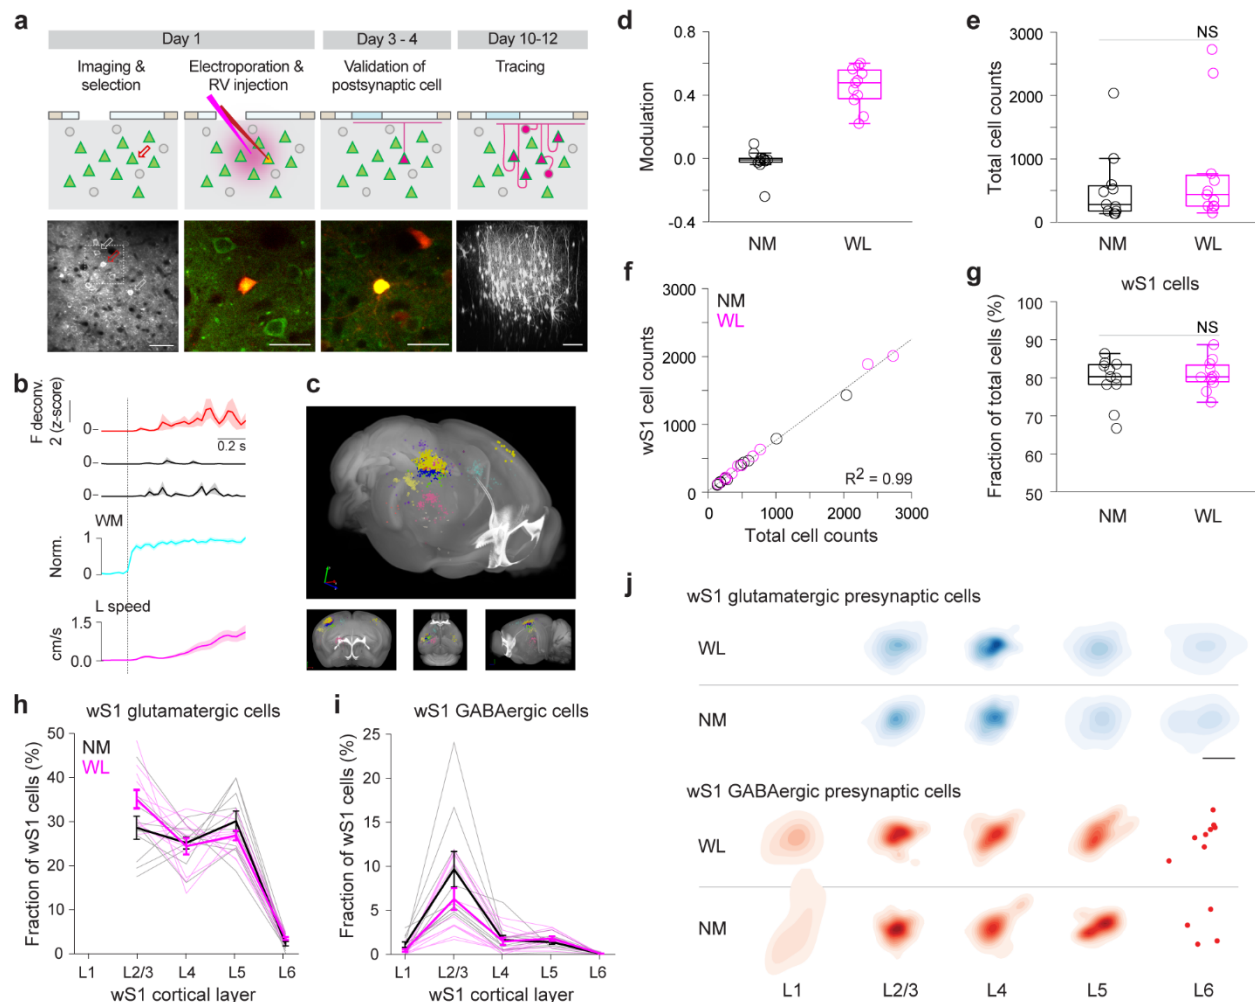 a
Day 1
Day 3 - 4
Day 10-12
Imaging &
selection
Electroporation &
RV injection
Validation of
postsynaptic cell
Tracing
b
F deconv.
2 (z-score)
0
0.2 s
0
0
WM
Norm.
1
0
L speed
cm/s
1.5
0.0
c
d
Modulation
0.8
0.4
0.0
-0.4
NM
WL
e
Total cell counts
3000
2000
1000
500
0
NS
NM
WL
f
wS1 cell counts
3000
2000
1000
0
NM
WL
R2 = 0.99
0
1000
2000
3000
Total cell counts
g
wS1 cells
Fraction of total cells (%)
100
90
80
70
60
50
NS
NM
WL
h
wS1 glutamatergic cells
Fraction of wS1 cells (%)
50
40
30
20
10
0
NM
WL
L1
L2/3
L4
L5
L6
wS1 cortical layer
i
wS1 GABAergic cells
Fraction of wS1 cells (%)
25
20
15
10
5
0
L1
L2/3
L4
L5
L6
wS1 cortical layer
j
wS1 glutamatergic presynaptic cells
WL
NM
wS1 GABAergic presynaptic cells
WL
NM
L1
L2/3
L4
L5
L6